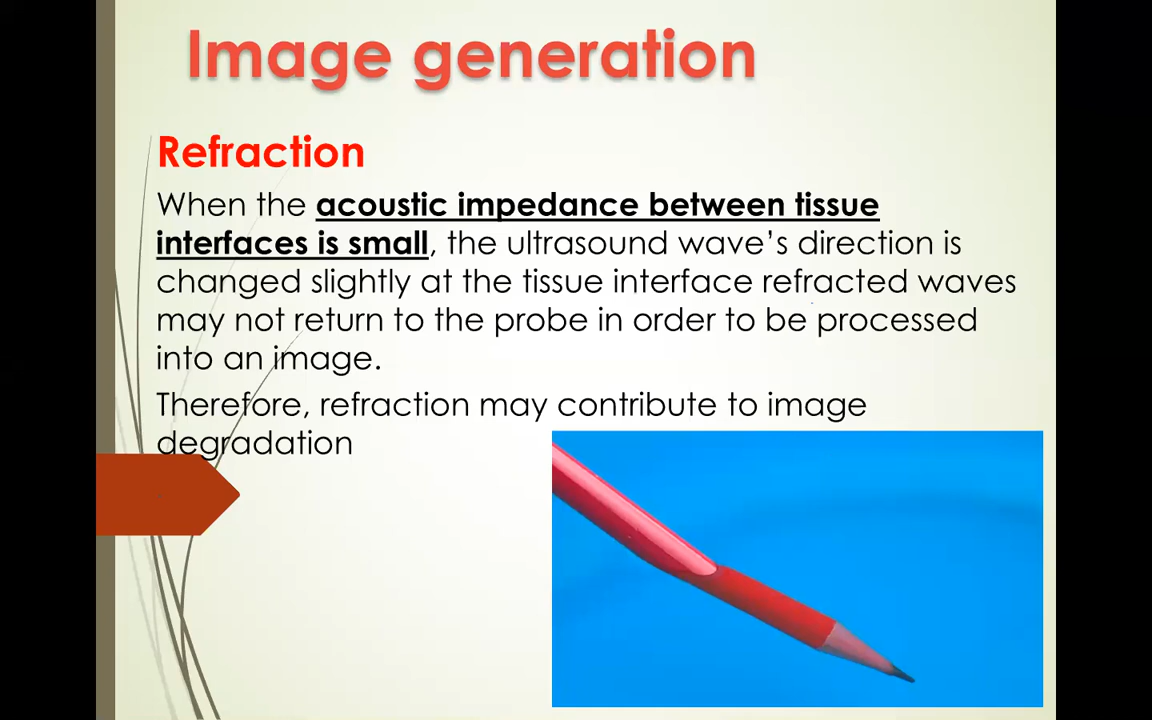 Image generation
Refraction
When the acoustic impedance between tissue
interfaces is small, the ultrasound wave's direction is
changed slightly at the tissue interface refracted waves
may not return to the probe in order to be processed
into an image.
Therefore, refraction may contribute to image
degradation